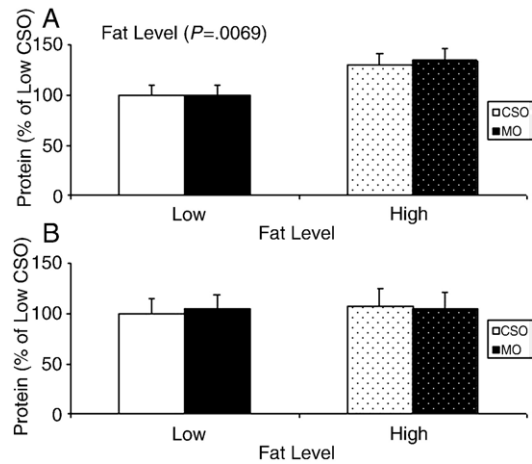 A
Fat Level (P=.0069)
Protein (% of Low CSO)
150
100
50
0
Low
High
Fat Level
CSO
MO
B
Protein (% of Low CSO)
150
100
50
0
Low
High
Fat Level
CSO
MO